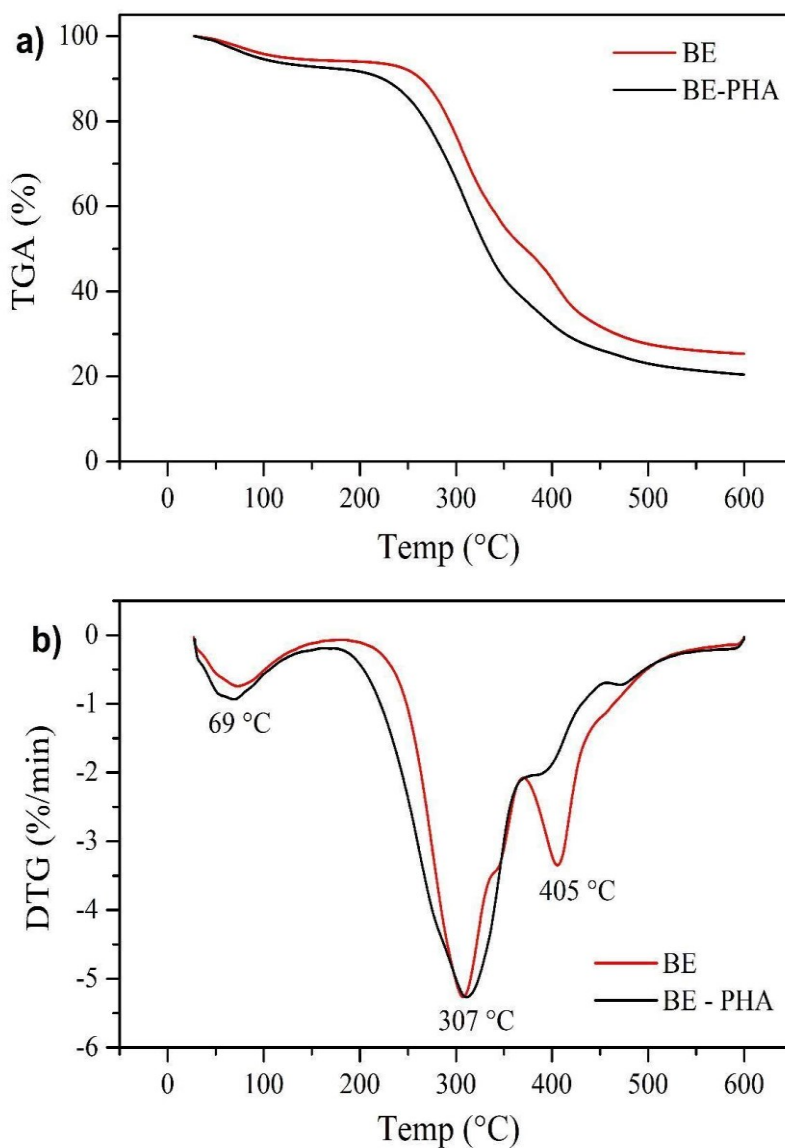 a)
BE
BE-PHA
100
80
60
40
20
0
TGA (%)
0 100 200 300 400 500 600
Temp (°C)
b)
0
-1
-2
-3
-4
-5
-6
DTG (%/min)
69 °C
405 °C
307 °C
BE
BE - PHA
0 100 200 300 400 500 600
Temp (°C)